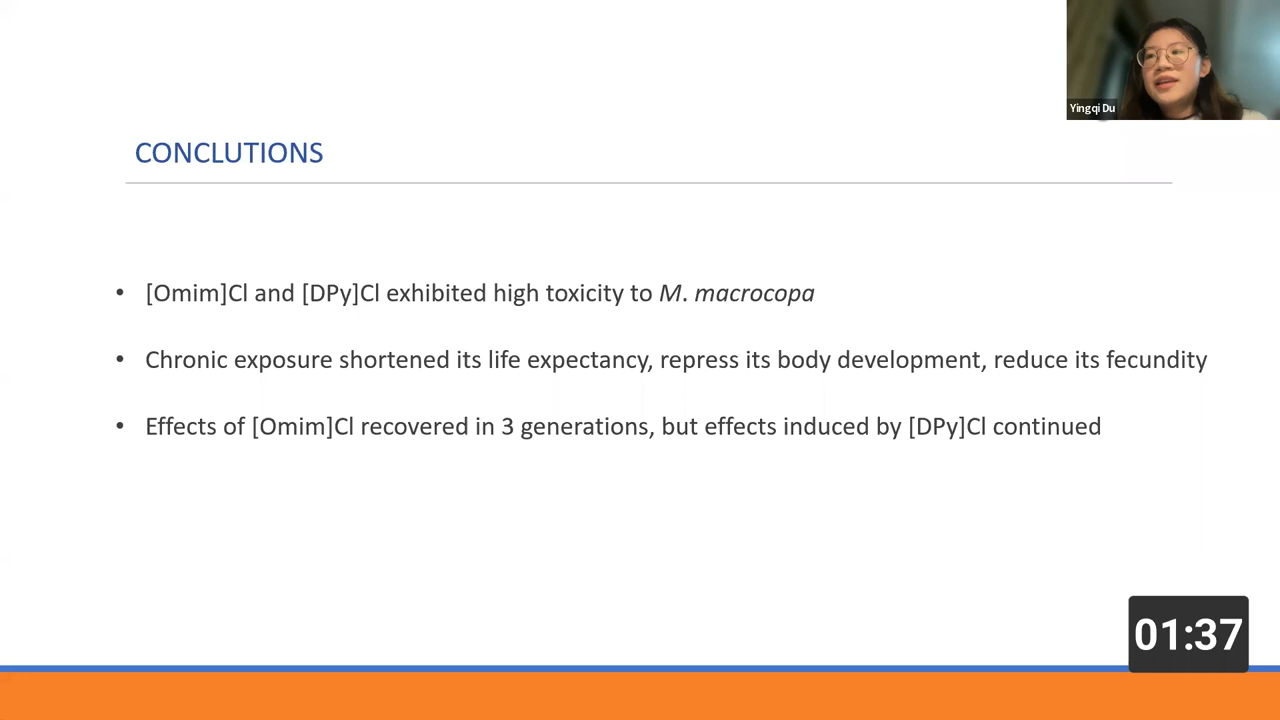 Yingqi Du
CONCLUTIONS
• [Omim]Cl and [DPy]Cl exhibited high toxicity to M. macrocopa
• Chronic exposure shortened its life expectancy, repress its body development, reduce its fecundity
• Effects of [Omim]Cl recovered in 3 generations, but effects induced by [DPy]Cl continued
01:37